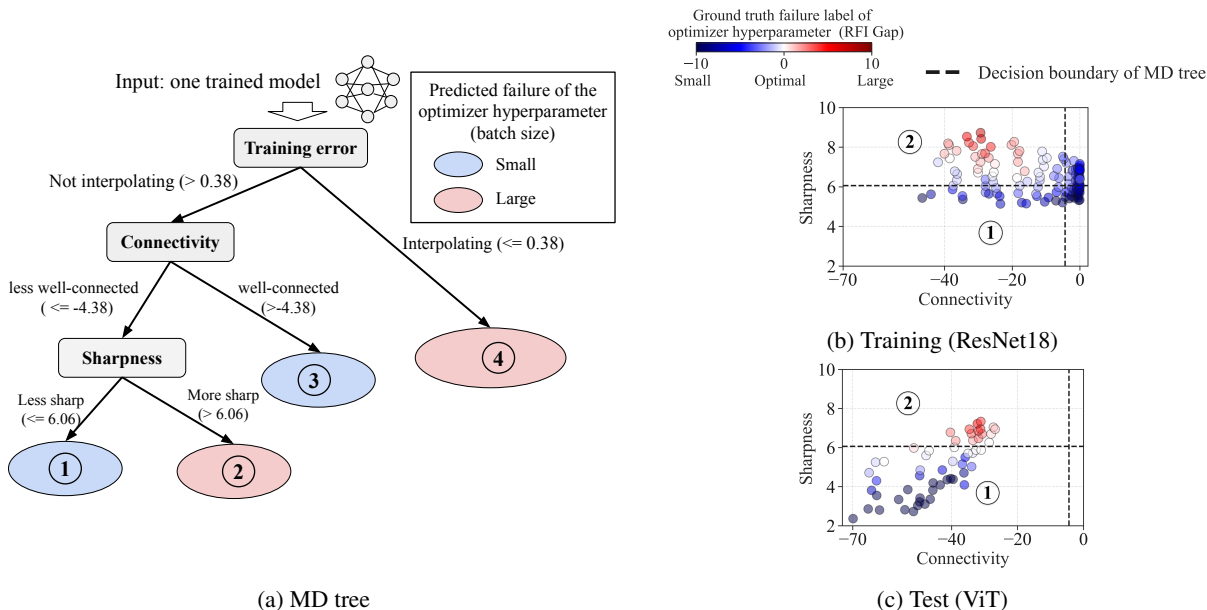 Input: one trained model
Training error
Predicted failure of the
optimizer hyperparameter
(batch size)
Small
Large
Not interpolating (> 0.38)
Interpolating (<= 0.38)
Connectivity
less well-connected
( <= -4.38)
well-connected
(>-4.38)
Sharpness
3
4
Less sharp
(<= 6.06)
More sharp
(> 6.06)
1
2
(a) MD tree
Ground truth failure label of
optimizer hyperparameter (RFI Gap)
−10 0 10
Small Optimal Large
Decision boundary of MD tree
10
8
6
4
2
Sharpness
2
1
−70 −40 −20 0
Connectivity
(b) Training (ResNet18)
10
8
6
4
2
Sharpness
2
1
−70 −40 −20 0
Connectivity
(c) Test (ViT)